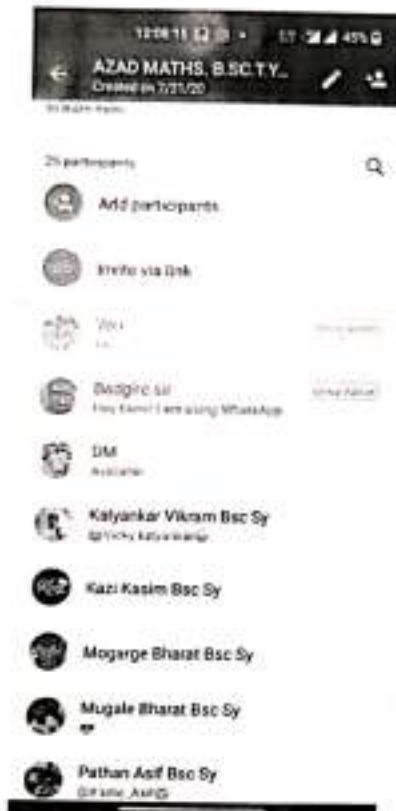 45%
AZAD MATHS. B.SC.T.Y...
Created on 7/31/20
25 participants
Add participants
Invite via link
You
Badgire sir
Hey there! I am using WhatsApp.
DM
Available
Kalyankar Vikram Bsc Sy
Kazi Kasim Bsc Sy
Mogarge Bharat Bsc Sy
Mugale Bharat Bsc Sy
Pathan Asif Bsc Sy